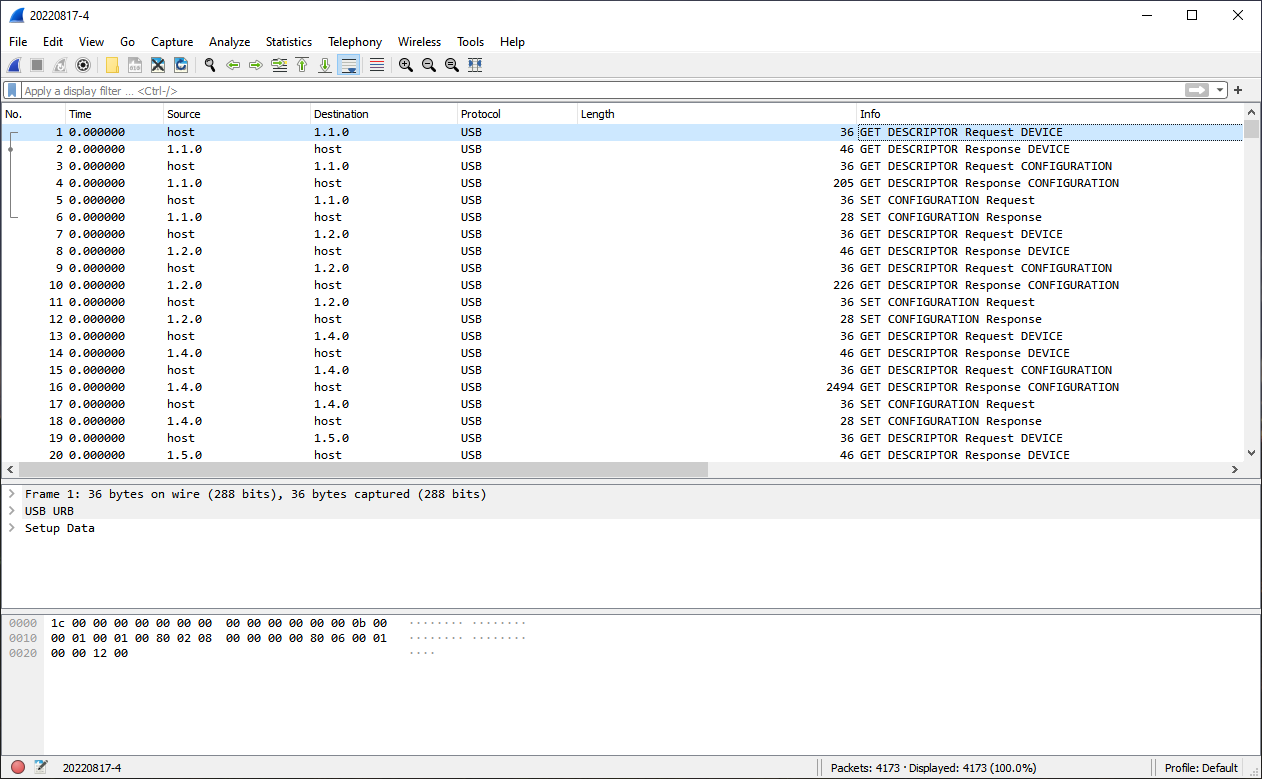 20220817-4
File Edit View Go Capture Analyze Statistics Telephony Wireless Tools Help
Apply a display filter ... <Ctrl-/>
No. Time Source Destination Protocol Length Info
1 0.000000 host 1.1.0 USB 36 GET DESCRIPTOR Request DEVICE
2 0.000000 1.1.0 host USB 46 GET DESCRIPTOR Response DEVICE
3 0.000000 host 1.1.0 USB 36 GET DESCRIPTOR Request CONFIGURATION
4 0.000000 1.1.0 host USB 205 GET DESCRIPTOR Response CONFIGURATION
5 0.000000 host 1.1.0 USB 36 SET CONFIGURATION Request
6 0.000000 1.1.0 host USB 28 SET CONFIGURATION Response
7 0.000000 host 1.2.0 USB 36 GET DESCRIPTOR Request DEVICE
8 0.000000 1.2.0 host USB 46 GET DESCRIPTOR Response DEVICE
9 0.000000 host 1.2.0 USB 36 GET DESCRIPTOR Request CONFIGURATION
10 0.000000 1.2.0 host USB 226 GET DESCRIPTOR Response CONFIGURATION
11 0.000000 host 1.2.0 USB 36 SET CONFIGURATION Request
12 0.000000 1.2.0 host USB 28 SET CONFIGURATION Response
13 0.000000 host 1.4.0 USB 36 GET DESCRIPTOR Request DEVICE
14 0.000000 1.4.0 host USB 46 GET DESCRIPTOR Response DEVICE
15 0.000000 host 1.4.0 USB 36 GET DESCRIPTOR Request CONFIGURATION
16 0.000000 1.4.0 host USB 2494 GET DESCRIPTOR Response CONFIGURATION
17 0.000000 host 1.4.0 USB 36 SET CONFIGURATION Request
18 0.000000 1.4.0 host USB 28 SET CONFIGURATION Response
19 0.000000 host 1.5.0 USB 36 GET DESCRIPTOR Request DEVICE
20 0.000000 1.5.0 host USB 46 GET DESCRIPTOR Response DEVICE
Frame 1: 36 bytes on wire (288 bits), 36 bytes captured (288 bits)
USB URB
Setup Data
0000 1c 00 00 00 00 00 00 00 00 00 00 00 00 00 0b 00 ········ ········
0010 00 01 00 01 00 80 02 08 00 00 00 00 80 06 00 01 ········ ········
0020 00 00 12 00 ····
20220817-4 Packets: 4173 · Displayed: 4173 (100.0%) Profile: Default